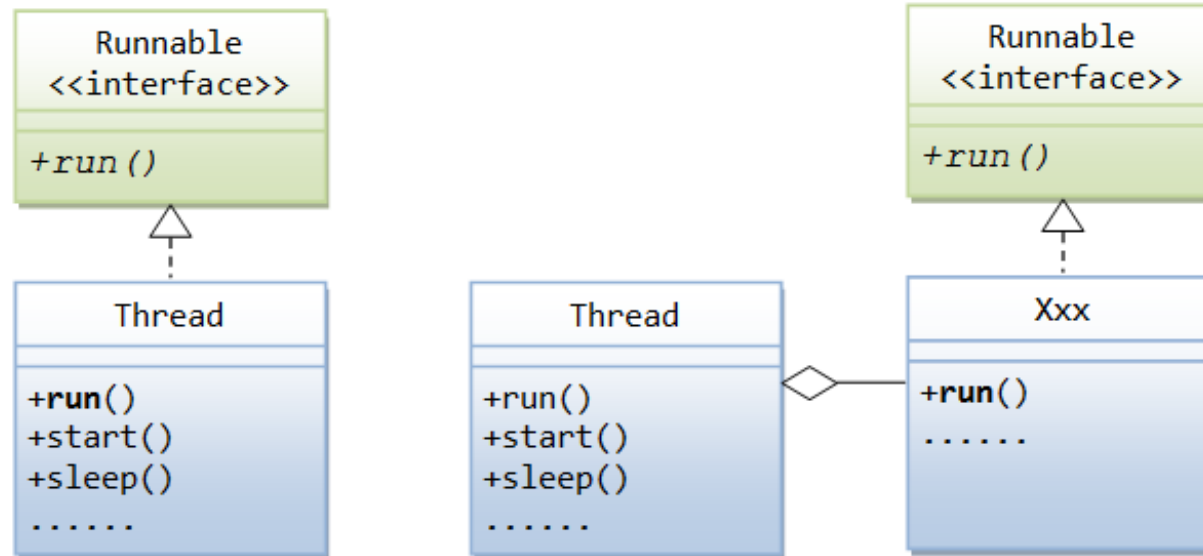 Runnable
<<interface>>
+run()
Thread
+run()
+start()
+sleep()
......
Thread
+run()
+start()
+sleep()
......
Runnable
<<interface>>
+run()
Xxx
+run()
......